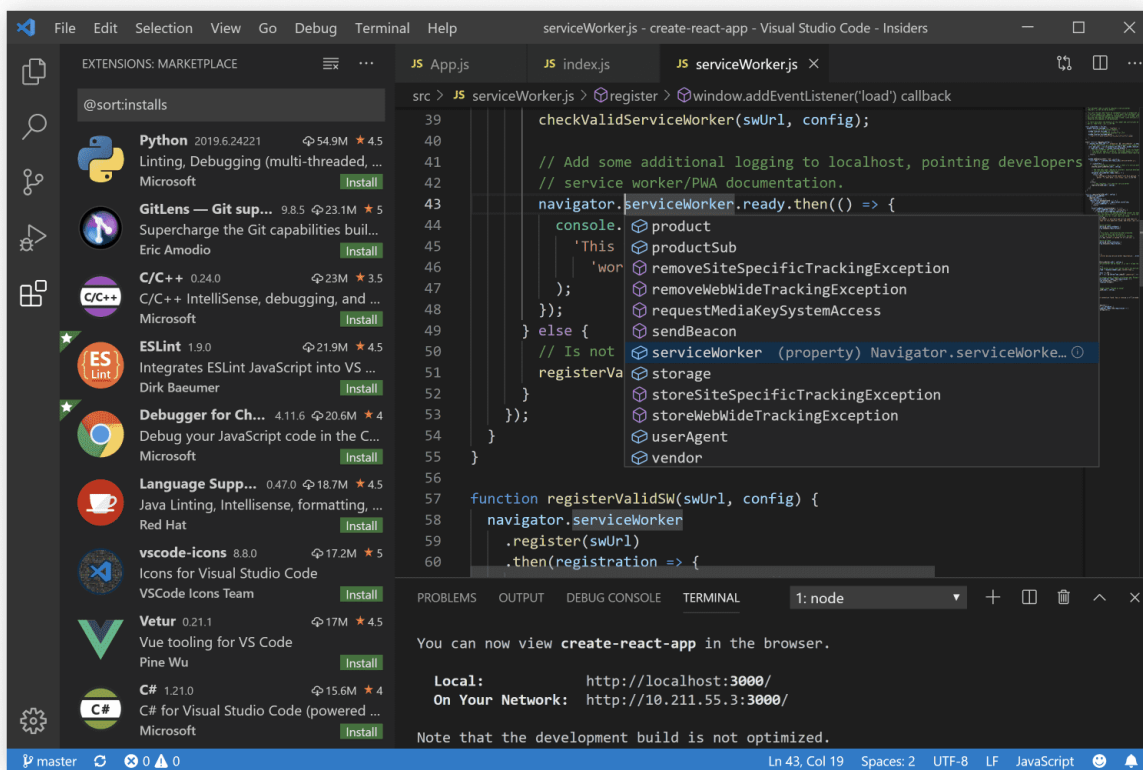 File Edit Selection View Go Debug Terminal Help
serviceWorker.js - create-react-app - Visual Studio Code - Insiders
EXTENSIONS: MARKETPLACE
@sort:installs
Python 2019.6.24221 54.9M ★ 4.5
Linting, Debugging (multi-threaded, ...
Microsoft Install
GitLens — Git sup... 9.8.5 23.1M ★ 5
Supercharge the Git capabilities buil...
Eric Amodio Install
C/C++
C/C++ 0.24.0 23M ★ 3.5
C/C++ IntelliSense, debugging, and ...
Microsoft Install
ES
Lint
ESLint 1.9.0 21.9M ★ 4.5
Integrates ESLint JavaScript into VS ...
Dirk Baeumer Install
Debugger for Ch... 4.11.6 20.6M ★ 4
Debug your JavaScript code in the C...
Microsoft Install
Language Supp... 0.47.0 18.7M ★ 4.5
Java Linting, Intellisense, formatting, ...
Red Hat Install
vscode-icons 8.8.0 17.2M ★ 5
Icons for Visual Studio Code
VSCode Icons Team Install
Vetur 0.21.1 17M ★ 4.5
Vue tooling for VS Code
Pine Wu Install
C#
C# 1.21.0 15.6M ★ 4
C# for Visual Studio Code (powered ...
Microsoft Install
JS App.js JS index.js JS serviceWorker.js
src > JS serviceWorker.js > register > window.addEventListener('load') callback
39 checkValidServiceWorker(swUrl, config);
40
41 // Add some additional logging to localhost, pointing developers
42 // service worker/PWA documentation.
43 navigator.serviceWorker.ready.then(() => {
44 console.
45 'This
46 'wor
47 );
48 });
49 } else {
50 // Is not
51 registerVa
52 }
53 });
54 }
55 }
56
57 function registerValidSW(swUrl, config) {
58 navigator.serviceWorker
59 .register(swUrl)
60 .then(registration => {
product
productSub
removeSiteSpecificTrackingException
removeWebWideTrackingException
requestMediaKeySystemAccess
sendBeacon
serviceWorker (property) Navigator.serviceWorke...
storage
storeSiteSpecificTrackingException
storeWebWideTrackingException
userAgent
vendor
PROBLEMS OUTPUT DEBUG CONSOLE TERMINAL 1: node
You can now view create-react-app in the browser.
Local: http://localhost:3000/
On Your Network: http://10.211.55.3:3000/
Note that the development build is not optimized.
master 0 0 Ln 43, Col 19 Spaces: 2 UTF-8 LF JavaScript